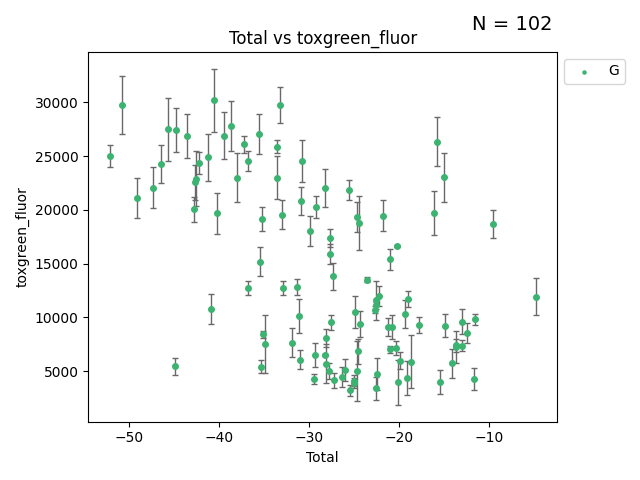 N = 102
Total vs toxgreen_fluor
G
toxgreen_fluor
30000
25000
20000
15000
10000
5000
−50 −40 −30 −20 −10
Total